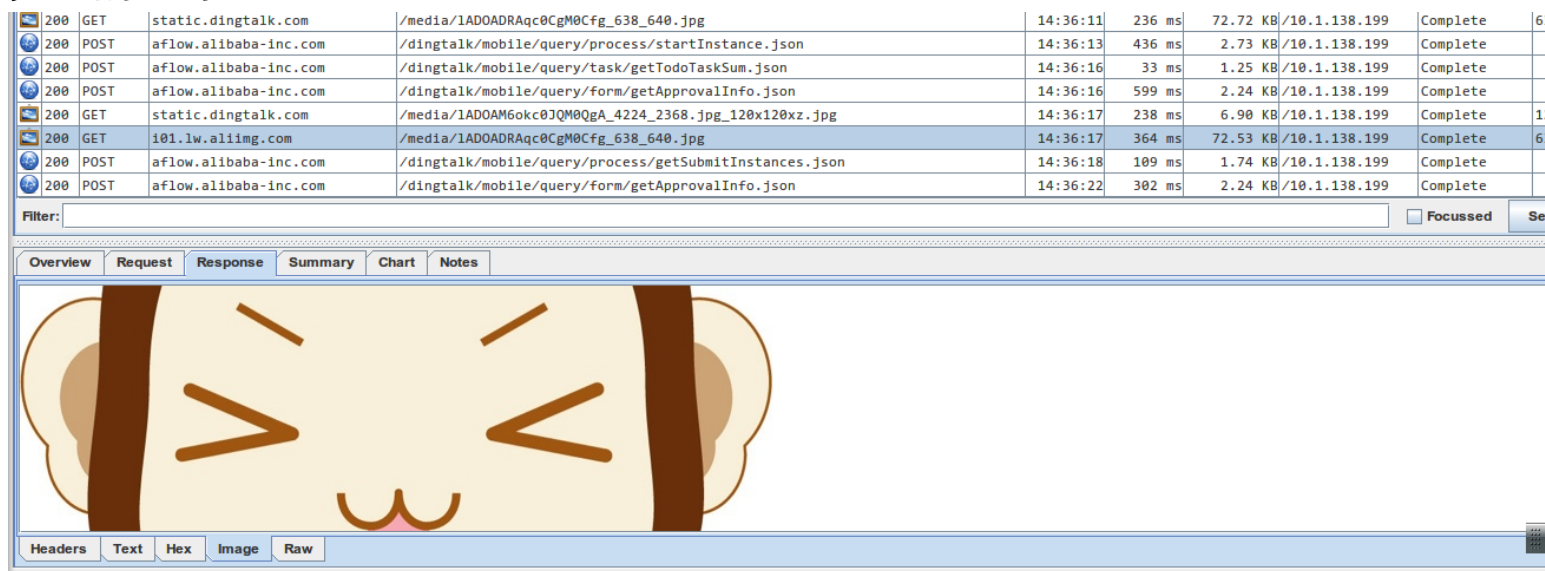 200 GET static.dingtalk.com /media/lADOADRAqc0CgM0Cfg_638_640.jpg 14:36:11 236 ms 72.72 KB /10.1.138.199 Complete 6
200 POST aflow.alibaba-inc.com /dingtalk/mobile/query/process/startInstance.json 14:36:13 436 ms 2.73 KB /10.1.138.199 Complete
200 POST aflow.alibaba-inc.com /dingtalk/mobile/query/task/getTodoTaskSum.json 14:36:16 33 ms 1.25 KB /10.1.138.199 Complete
200 POST aflow.alibaba-inc.com /dingtalk/mobile/query/form/getApprovalInfo.json 14:36:16 599 ms 2.24 KB /10.1.138.199 Complete
200 GET static.dingtalk.com /media/lADOAM6okc0JQM0QgA_4224_2368.jpg_120x120xz.jpg 14:36:17 238 ms 6.90 KB /10.1.138.199 Complete 1
200 GET i01.lw.aliimg.com /media/lADOADRAqc0CgM0Cfg_638_640.jpg 14:36:17 364 ms 72.53 KB /10.1.138.199 Complete 6
200 POST aflow.alibaba-inc.com /dingtalk/mobile/query/process/getSubmitInstances.json 14:36:18 109 ms 1.74 KB /10.1.138.199 Complete
200 POST aflow.alibaba-inc.com /dingtalk/mobile/query/form/getApprovalInfo.json 14:36:22 302 ms 2.24 KB /10.1.138.199 Complete
Filter: Focussed Se
Overview Request Response Summary Chart Notes
Headers Text Hex Image Raw